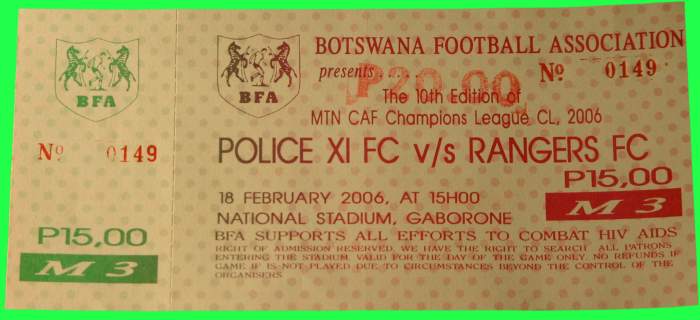 BFA
Nº 0149
P15,00
M 3
BFA
BOTSWANA FOOTBALL ASSOCIATION
presents.....
P20.00
Nº 0149
The 10th Edition of
MTN CAF Champions League CL, 2006
POLICE XI FC v/s RANGERS FC
P15,00
M 3
18 FEBRUARY 2006, AT 15H00
NATIONAL STADIUM, GABORONE
BFA SUPPORTS ALL EFFORTS TO COMBAT HIV AIDS
RIGHT OF ADMISSION RESERVED. WE HAVE THE RIGHT TO SEARCH ALL PATRONS
ENTERING THE STADIUM. VALID FOR THE DAY OF THE GAME ONLY. NO REFUNDS IF
GAME IF IS NOT PLAYED DUE TO CIRCUMSTANCES BEYOND THE CONTROL OF THE
ORGANISERS